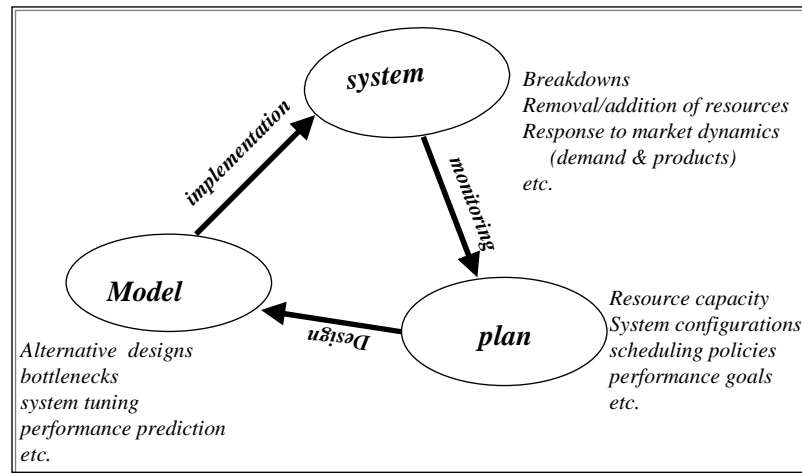 system
Breakdowns
Removal/addition of resources
Response to market dynamics
(demand & products)
etc.
implementation
monitoring
Model
Design
plan
Alternative designs
bottlenecks
system tuning
performance prediction
etc.
Resource capacity
System configurations
scheduling policies
performance goals
etc.